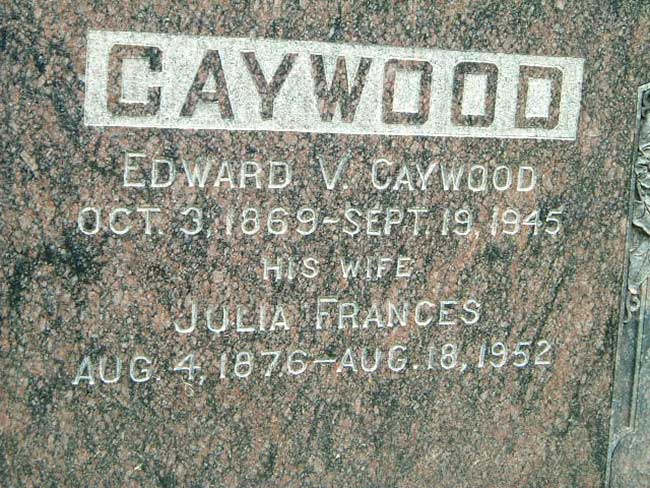 CAYWOOD
EDWARD V. CAYWOOD
OCT. 3, 1869-SEPT. 19, 1945
HIS WIFE
JULIA FRANCES
AUG. 4, 1876-AUG. 18, 1952